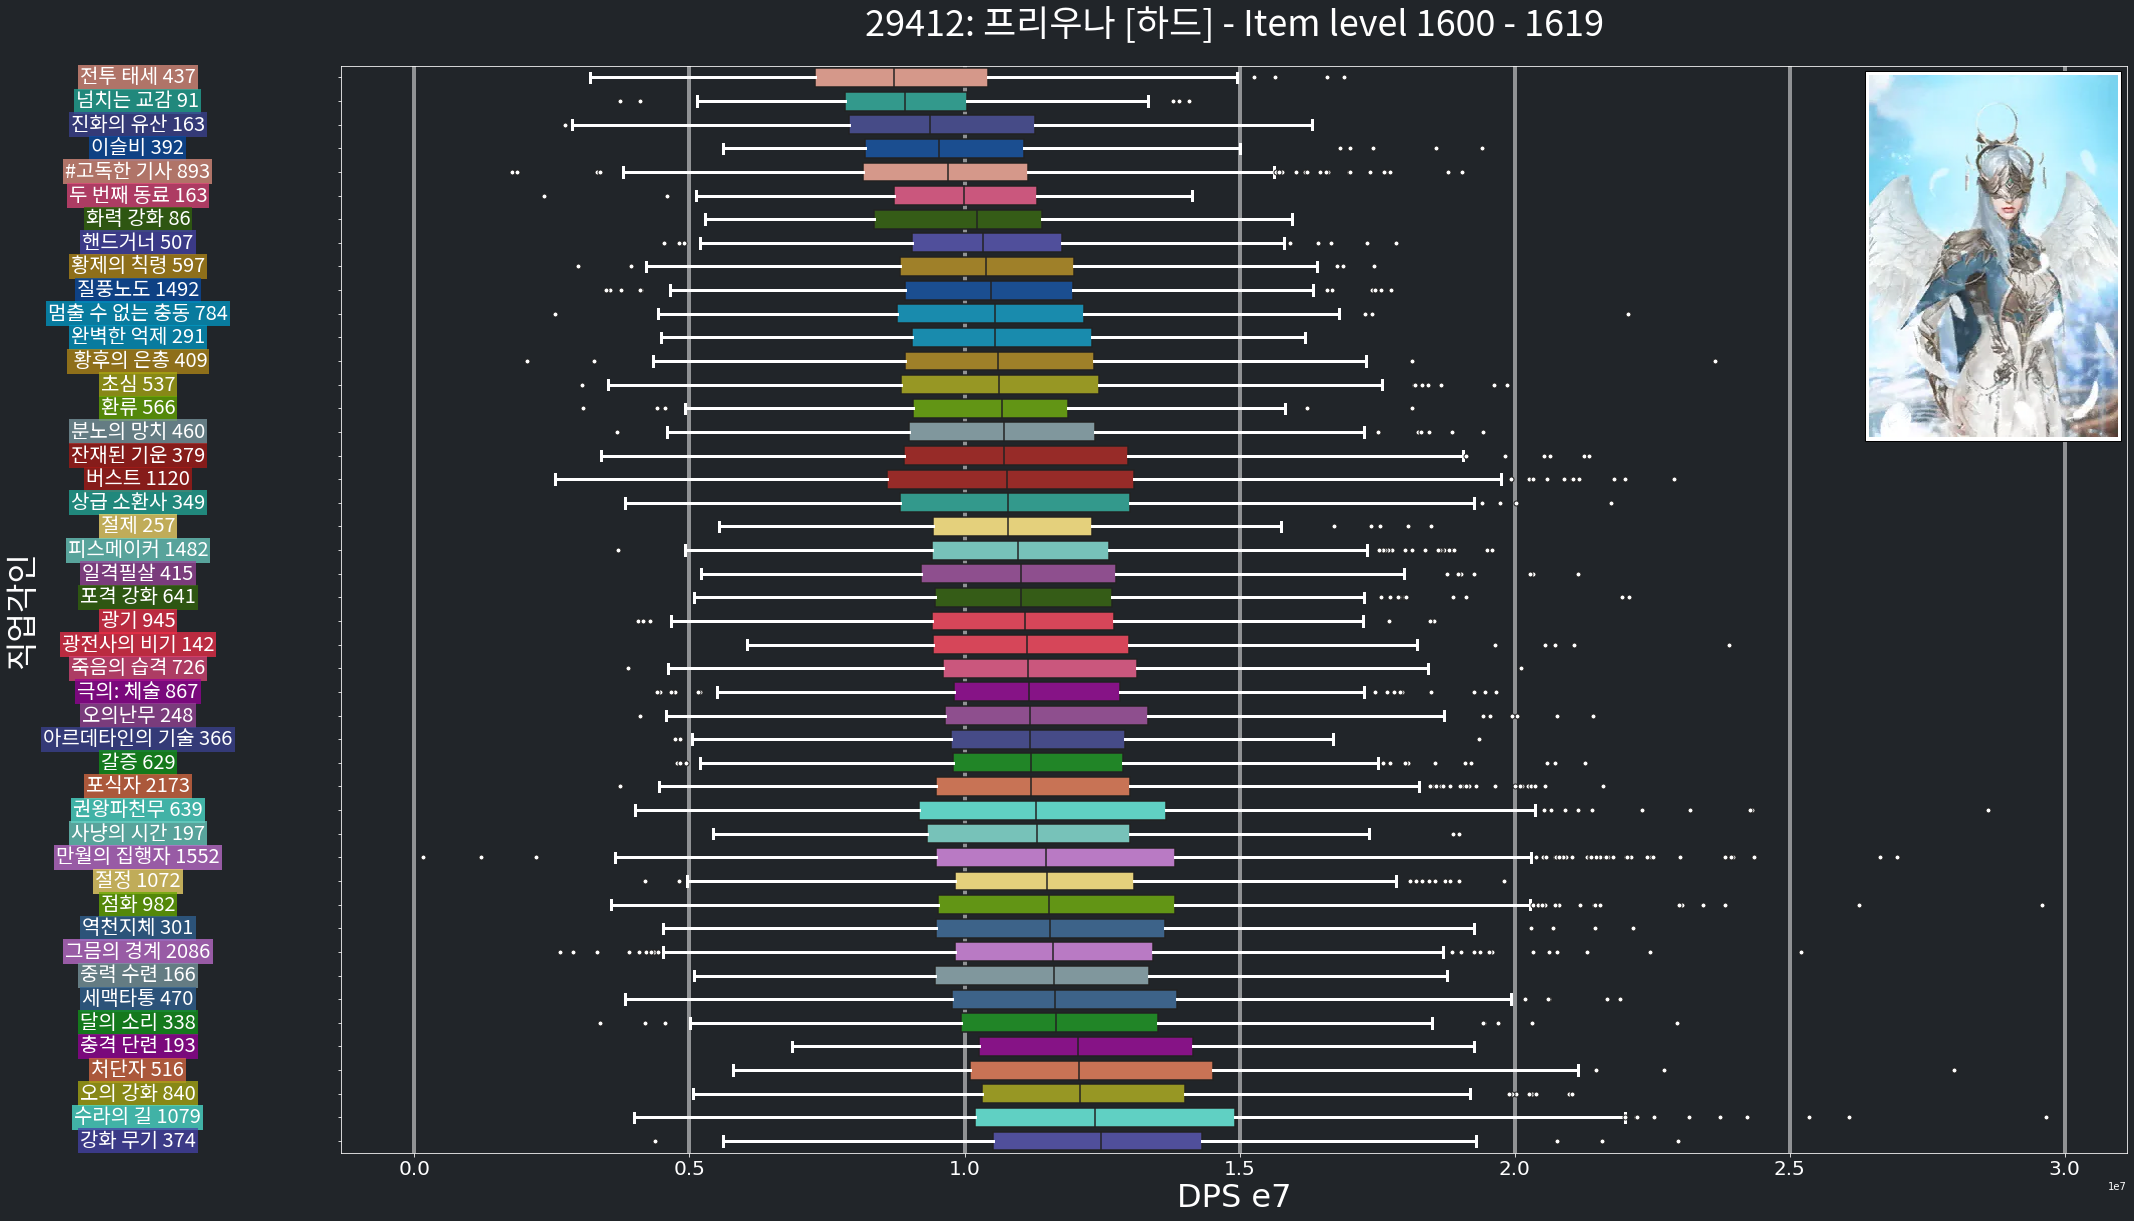 29412: 프리우나 [하드] - Item level 1600 - 1619
전투 태세 437
넘치는 교감 91
진화의 유산 163
이슬비 392
#고독한 기사 893
두 번째 동료 163
화력 강화 86
핸드거너 507
황제의 칙령 597
질풍노도 1492
멈출 수 없는 충동 784
완벽한 억제 291
황후의 은총 409
초심 537
환류 566
분노의 망치 460
잔재된 기운 379
버스트 1120
상급 소환사 349
절제 257
피스메이커 1482
일격필살 415
포격 강화 641
광기 945
광전사의 비기 142
죽음의 습격 726
극의: 체술 867
오의난무 248
아르데타인의 기술 366
갈증 629
포식자 2173
권왕파천무 639
사냥의 시간 197
만월의 집행자 1552
절정 1072
점화 982
역천지체 301
그믐의 경계 2086
중력 수련 166
세맥타통 470
달의 소리 338
충격 단련 193
처단자 516
오의 강화 840
수라의 길 1079
강화 무기 374
직업각인
0.0 0.5 1.0 1.5 2.0 2.5 3.0
DPS e7
1e7